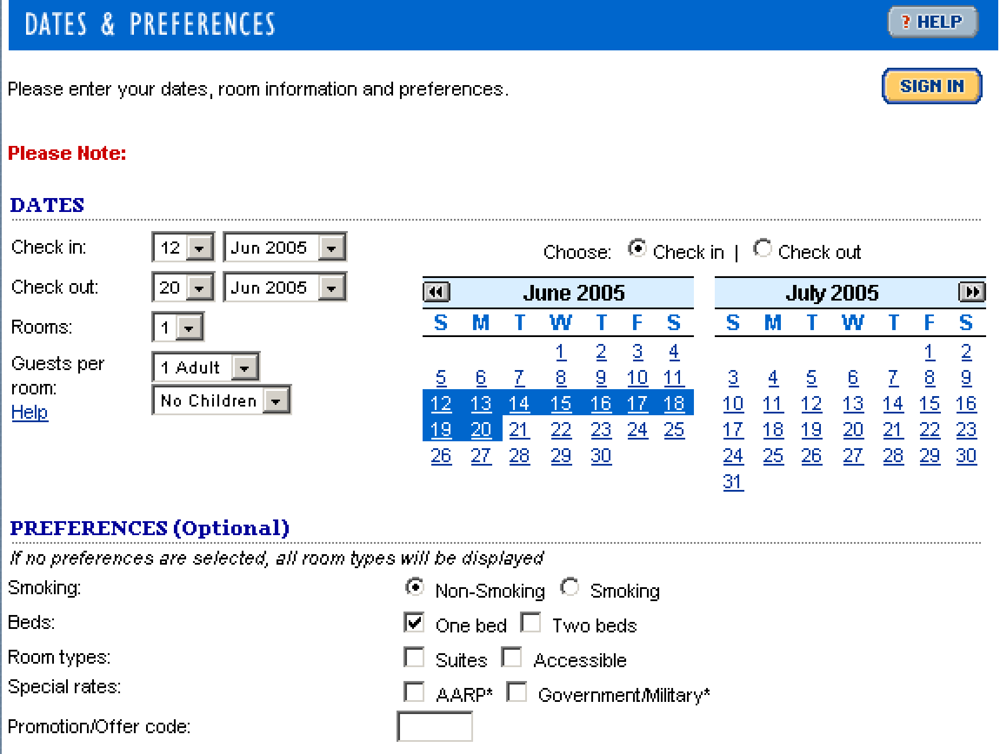 DATES & PREFERENCES
? HELP
Please enter your dates, room information and preferences.
SIGN IN
Please Note:
DATES
Check in: 12 Jun 2005
Check out: 20 Jun 2005
Rooms: 1
Guests per room: 1 Adult
No Children
Help
Choose: Check in | Check out
June 2005
S M T W T F S
1 2 3 4
5 6 7 8 9 10 11
12 13 14 15 16 17 18
19 20 21 22 23 24 25
26 27 28 29 30
July 2005
S M T W T F S
1 2
3 4 5 6 7 8 9
10 11 12 13 14 15 16
17 18 19 20 21 22 23
24 25 26 27 28 29 30
31
PREFERENCES (Optional)
If no preferences are selected, all room types will be displayed
Smoking: Non-Smoking Smoking
Beds: One bed Two beds
Room types: Suites Accessible
Special rates: AARP* Government/Military*
Promotion/Offer code: